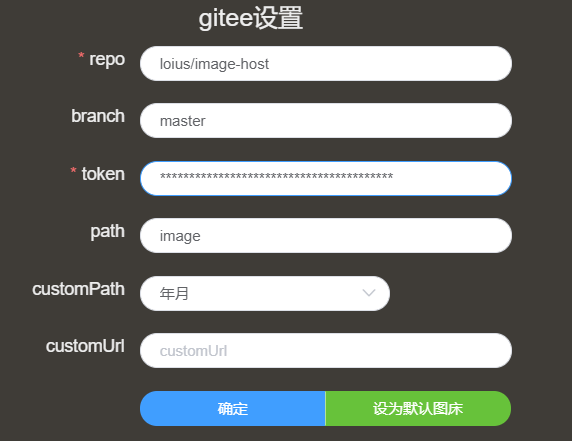 gitee设置
* repo loius/image-host
branch master
* token *****************************************
path image
customPath 年月
customUrl customUrl
确定 设为默认图床